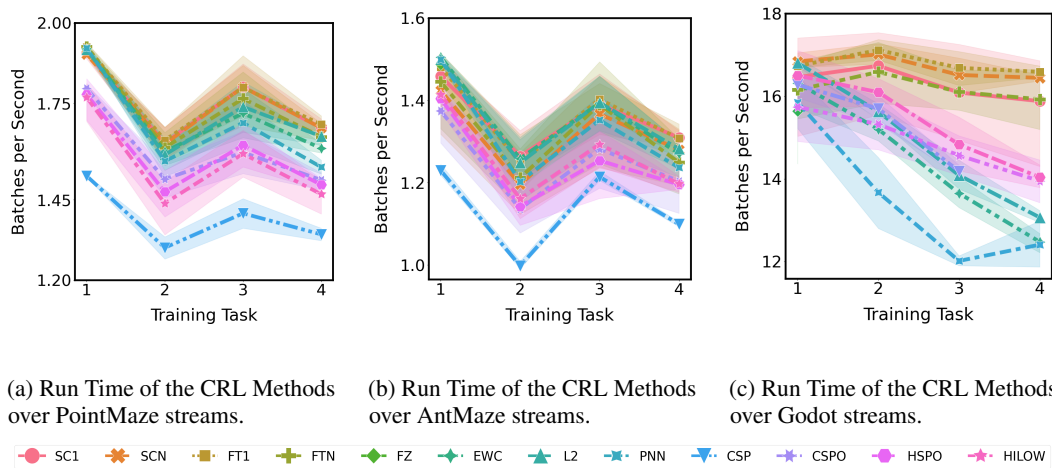 2.00
1.75
1.45
1.20
Batches per Second
1 2 3 4
Training Task
1.6
1.4
1.2
1.0
Batches per Second
1 2 3 4
Training Task
18
16
14
12
Batches per Second
1 2 3 4
Training Task
(a) Run Time of the CRL Methods
over PointMaze streams.
(b) Run Time of the CRL Methods
over AntMaze streams.
(c) Run Time of the CRL Methods
over Godot streams.
SC1 SCN FT1 FTN FZ EWC L2 PNN CSP CSPO HSPO HILOW